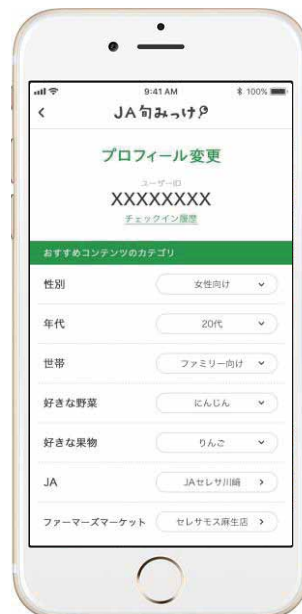 9:41 AM
100%
JA旬みっけ
プロフィール変更
ユーザーID
XXXXXXXX
チェックイン履歴
おすすめコンテンツのカテゴリ
性別 女性向け
年代 20代
世帯 ファミリー向け
好きな野菜 にんじん
好きな果物 りんご
JA JAセレサ川崎
ファーマーズマーケット セレサモス麻生店